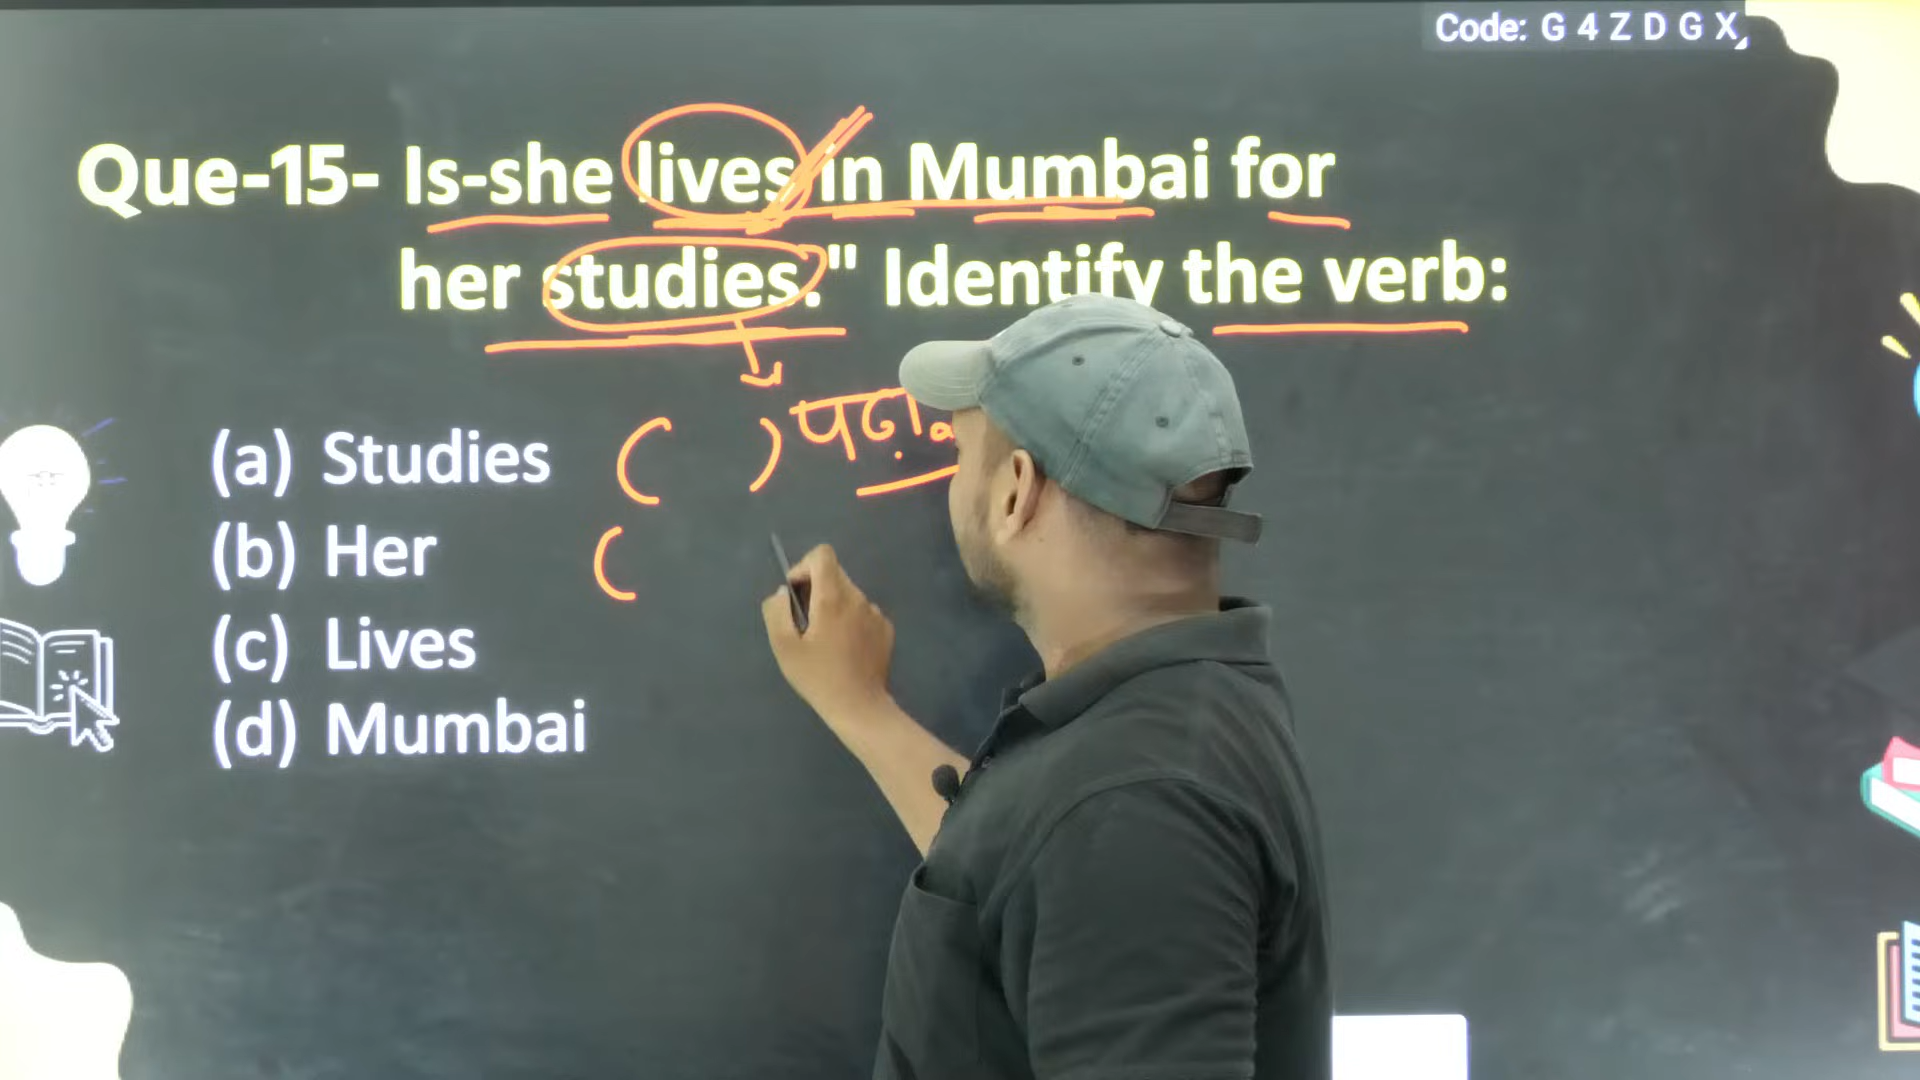 Code: G 4 Z D G X
Que-15- Is-she lives in Mumbai for
her studies." Identify the verb:
(a) Studies ( )
(b) Her (
(c) Lives
(d) Mumbai